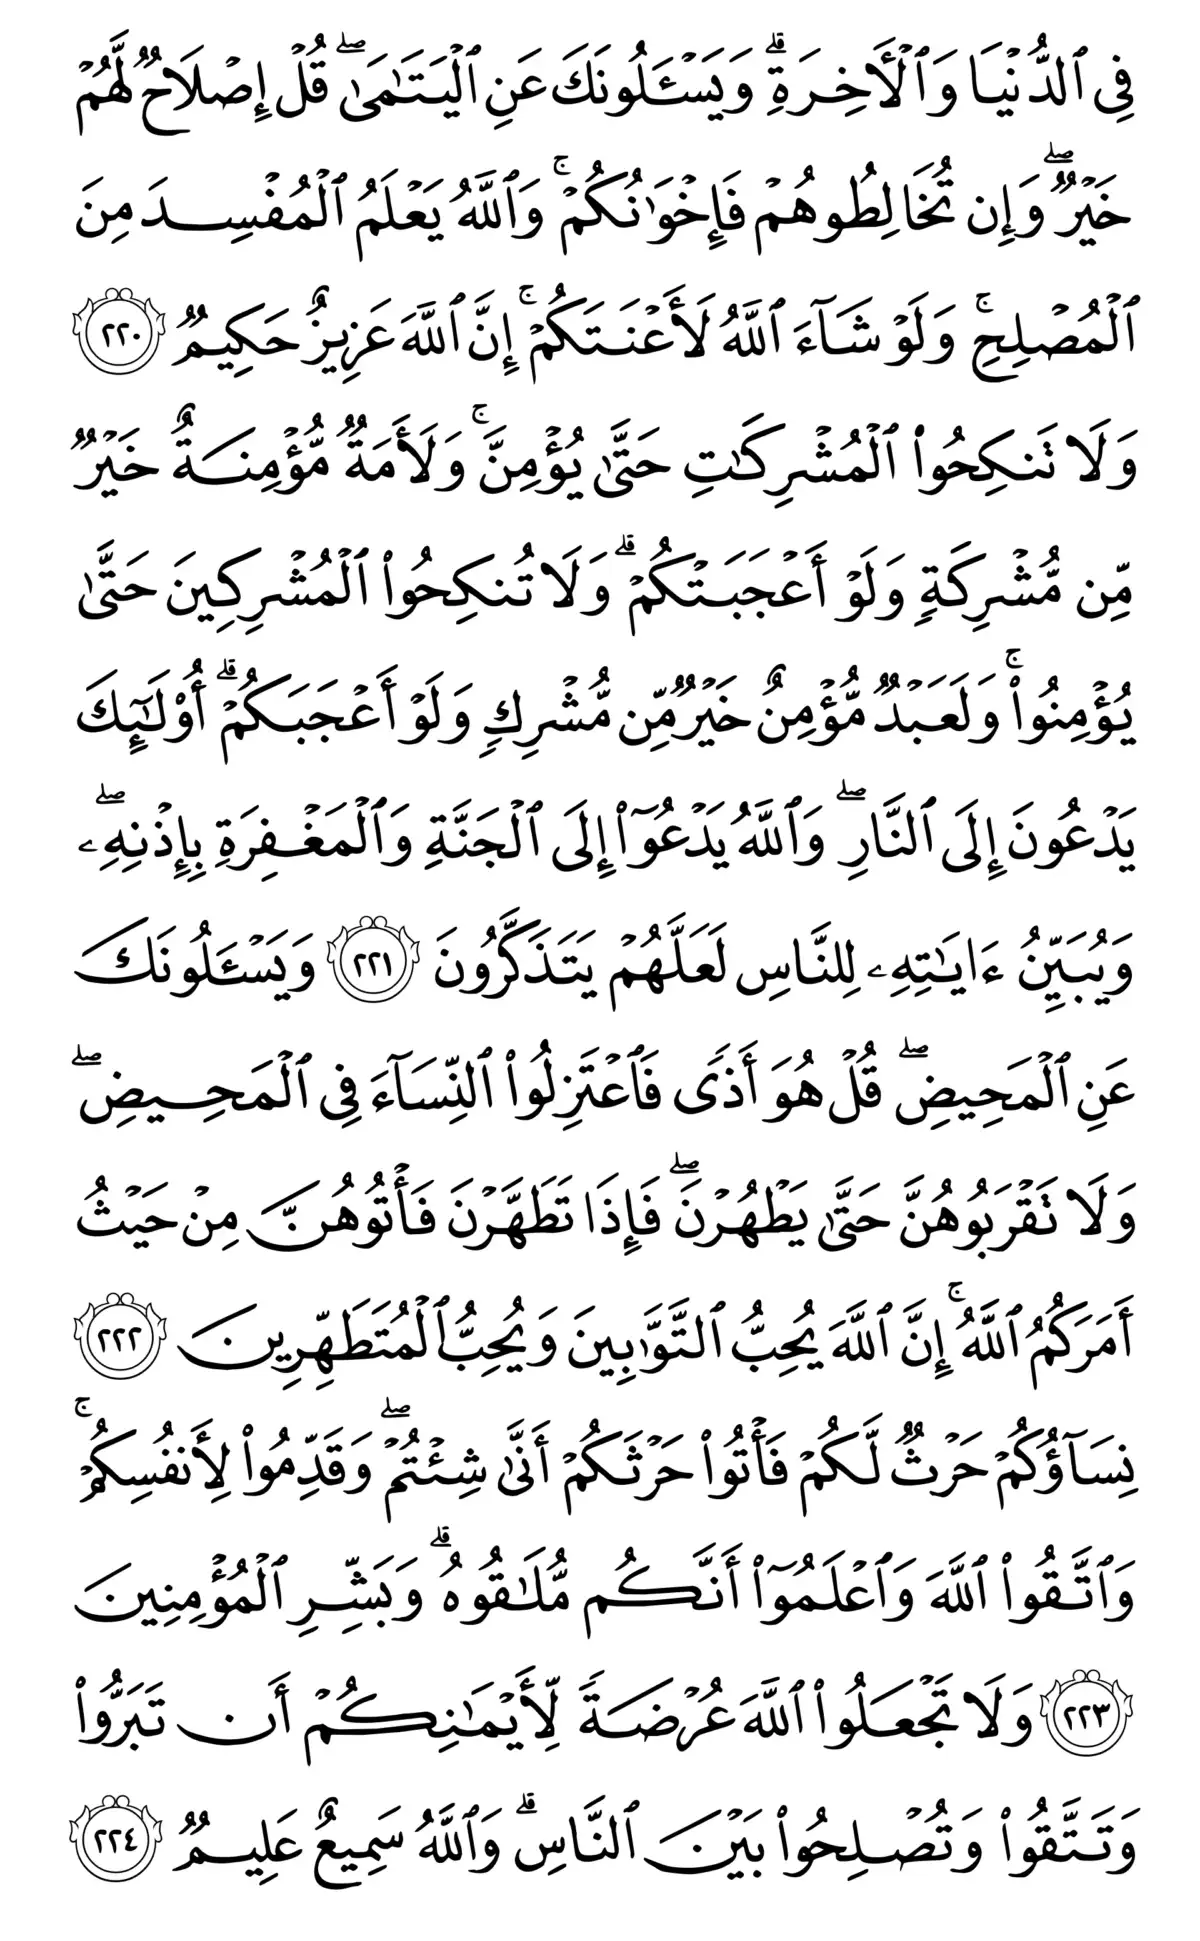 فِي ٱلدُّنۡيَا وَٱلۡأٓخِرَةِۗ وَيَسۡـَٔلُونَكَ عَنِ ٱلۡيَتَٰمَىٰۖ قُلۡ إِصۡلَاحٞ لَّهُمۡ
خَيۡرٞۖ وَإِن تُخَالِطُوهُمۡ فَإِخۡوَٰنُكُمۡۚ وَٱللَّهُ يَعۡلَمُ ٱلۡمُفۡسِدَ مِنَ
ٱلۡمُصۡلِحِۚ وَلَوۡ شَآءَ ٱللَّهُ لَأَعۡنَتَكُمۡۚ إِنَّ ٱللَّهَ عَزِيزٌ حَكِيمٞ ٢٢٠
وَلَا تَنكِحُواْ ٱلۡمُشۡرِكَٰتِ حَتَّىٰ يُؤۡمِنَّۚ وَلَأَمَةٞ مُّؤۡمِنَةٌ خَيۡرٞ
مِّن مُّشۡرِكَةٖ وَلَوۡ أَعۡجَبَتۡكُمۡۗ وَلَا تُنكِحُواْ ٱلۡمُشۡرِكِينَ حَتَّىٰ
يُؤۡمِنُواْۚ وَلَعَبۡدٞ مُّؤۡمِنٌ خَيۡرٞ مِّن مُّشۡرِكٖ وَلَوۡ أَعۡجَبَكُمۡۗ أُوْلَٰٓئِكَ
يَدۡعُونَ إِلَى ٱلنَّارِۖ وَٱللَّهُ يَدۡعُوٓاْ إِلَى ٱلۡجَنَّةِ وَٱلۡمَغۡفِرَةِ بِإِذۡنِهِۦۖ
وَيُبَيِّنُ ءَايَٰتِهِۦ لِلنَّاسِ لَعَلَّهُمۡ يَتَذَكَّرُونَ ٢٢١ وَيَسۡـَٔلُونَكَ
عَنِ ٱلۡمَحِيضِۖ قُلۡ هُوَ أَذٗى فَٱعۡتَزِلُواْ ٱلنِّسَآءَ فِي ٱلۡمَحِيضِۖ
وَلَا تَقۡرَبُوهُنَّ حَتَّىٰ يَطۡهُرۡنَۖ فَإِذَا تَطَهَّرۡنَ فَأۡتُوهُنَّ مِنۡ حَيۡثُ
أَمَرَكُمُ ٱللَّهُۚ إِنَّ ٱللَّهَ يُحِبُّ ٱلتَّوَّٰبِينَ وَيُحِبُّ ٱلۡمُتَطَهِّرِينَ ٢٢٢
نِسَآؤُكُمۡ حَرۡثٞ لَّكُمۡ فَأۡتُواْ حَرۡثَكُمۡ أَنَّىٰ شِئۡتُمۡۖ وَقَدِّمُواْ لِأَنفُسِكُمۡۚ
وَٱتَّقُواْ ٱللَّهَ وَٱعۡلَمُوٓاْ أَنَّكُم مُّلَٰقُوهُۗ وَبَشِّرِ ٱلۡمُؤۡمِنِينَ
٢٢٣ وَلَا تَجۡعَلُواْ ٱللَّهَ عُرۡضَةٗ لِّأَيۡمَٰنِكُمۡ أَن تَبَرُّواْ
وَتَتَّقُواْ وَتُصۡلِحُواْ بَيۡنَ ٱلنَّاسِۚ وَٱللَّهُ سَمِيعٌ عَلِيمٞ ٢٢٤